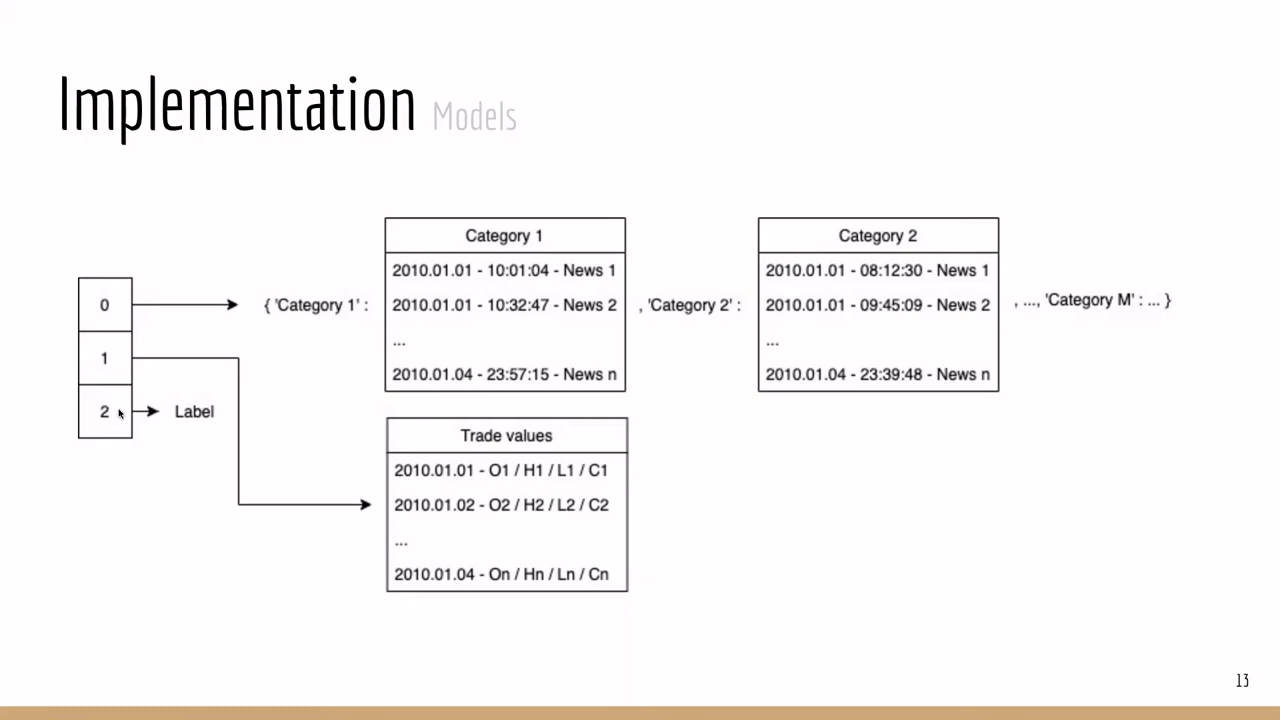 Implementation Models
0
1
2
Label
{ 'Category 1' :
Category 1
2010.01.01 - 10:01:04 - News 1
2010.01.01 - 10:32:47 - News 2
...
2010.01.04 - 23:57:15 - News n
, 'Category 2' :
Category 2
2010.01.01 - 08:12:30 - News 1
2010.01.01 - 09:45:09 - News 2
...
2010.01.04 - 23:39:48 - News n
, ..., 'Category M' : ... }
Trade values
2010.01.01 - O1 / H1 / L1 / C1
2010.01.02 - O2 / H2 / L2 / C2
...
2010.01.04 - On / Hn / Ln / Cn
13